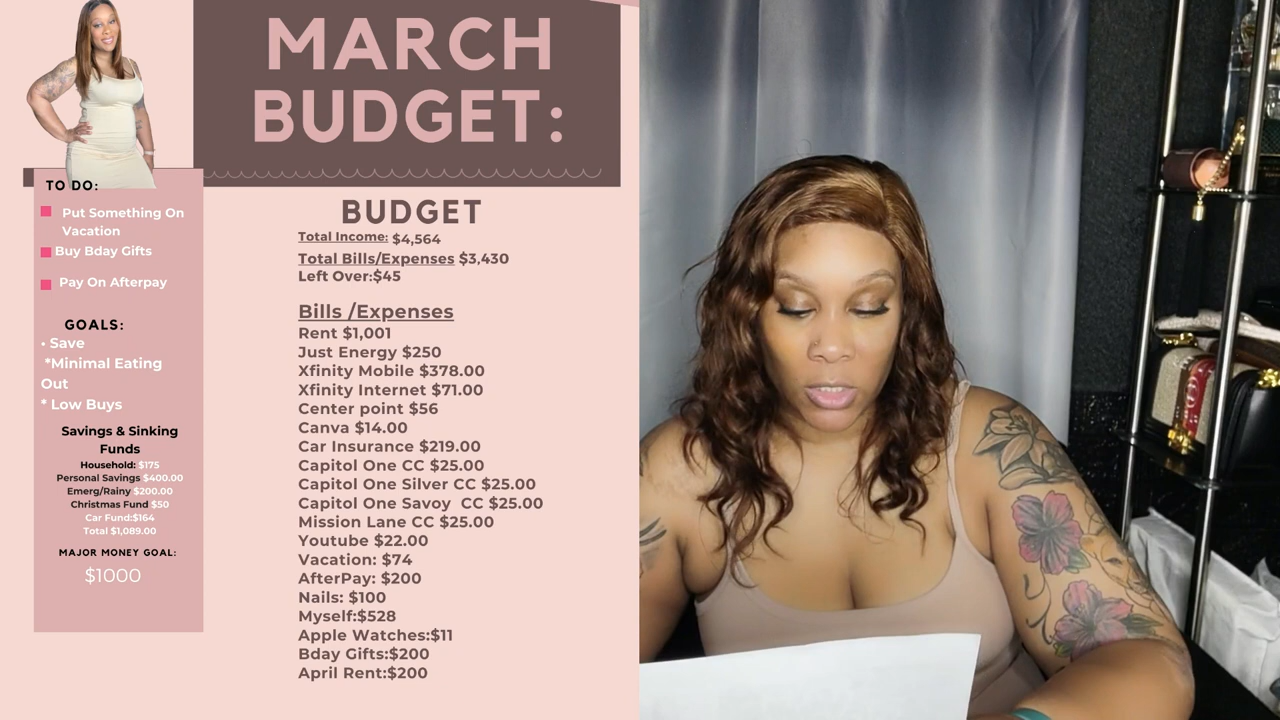 MARCH
BUDGET:
TO DO:
Put Something On
Vacation
Buy Bday Gifts
Pay On Afterpay
GOALS:
• Save
*Minimal Eating
Out
* Low Buys
Savings & Sinking
Funds
Household: $175
Personal Savings $400.00
Emerg/Rainy $200.00
Christmas Fund $50
Car Fund:$164
Total $1,089.00
MAJOR MONEY GOAL:
$1000
BUDGET
Total Income: $4,564
Total Bills/Expenses $3,430
Left Over:$45
Bills /Expenses
Rent $1,001
Just Energy $250
Xfinity Mobile $378.00
Xfinity Internet $71.00
Center point $56
Canva $14.00
Car Insurance $219.00
Capitol One CC $25.00
Capitol One Silver CC $25.00
Capitol One Savoy  CC $25.00
Mission Lane CC $25.00
Youtube $22.00
Vacation: $74
AfterPay: $200
Nails: $100
Myself:$528
Apple Watches:$11
Bday Gifts:$200
April Rent:$200